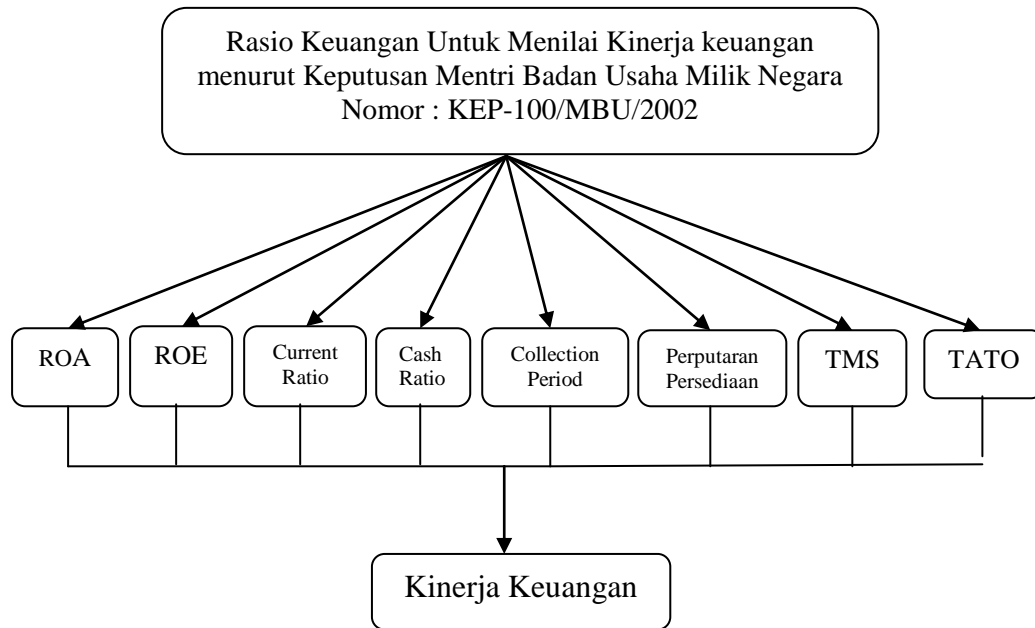 Rasio Keuangan Untuk Menilai Kinerja keuangan
menurut Keputusan Mentri Badan Usaha Milik Negara
Nomor : KEP-100/MBU/2002
ROA
ROE
Current
Ratio
Cash
Ratio
Collection
Period
Perputaran
Persediaan
TMS
TATO
Kinerja Keuangan